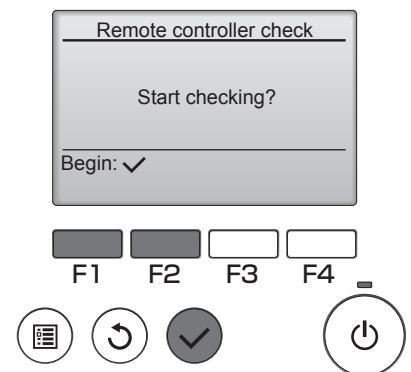 Remote controller check
Start checking?
Begin: ✓
F1 F2 F3 F4